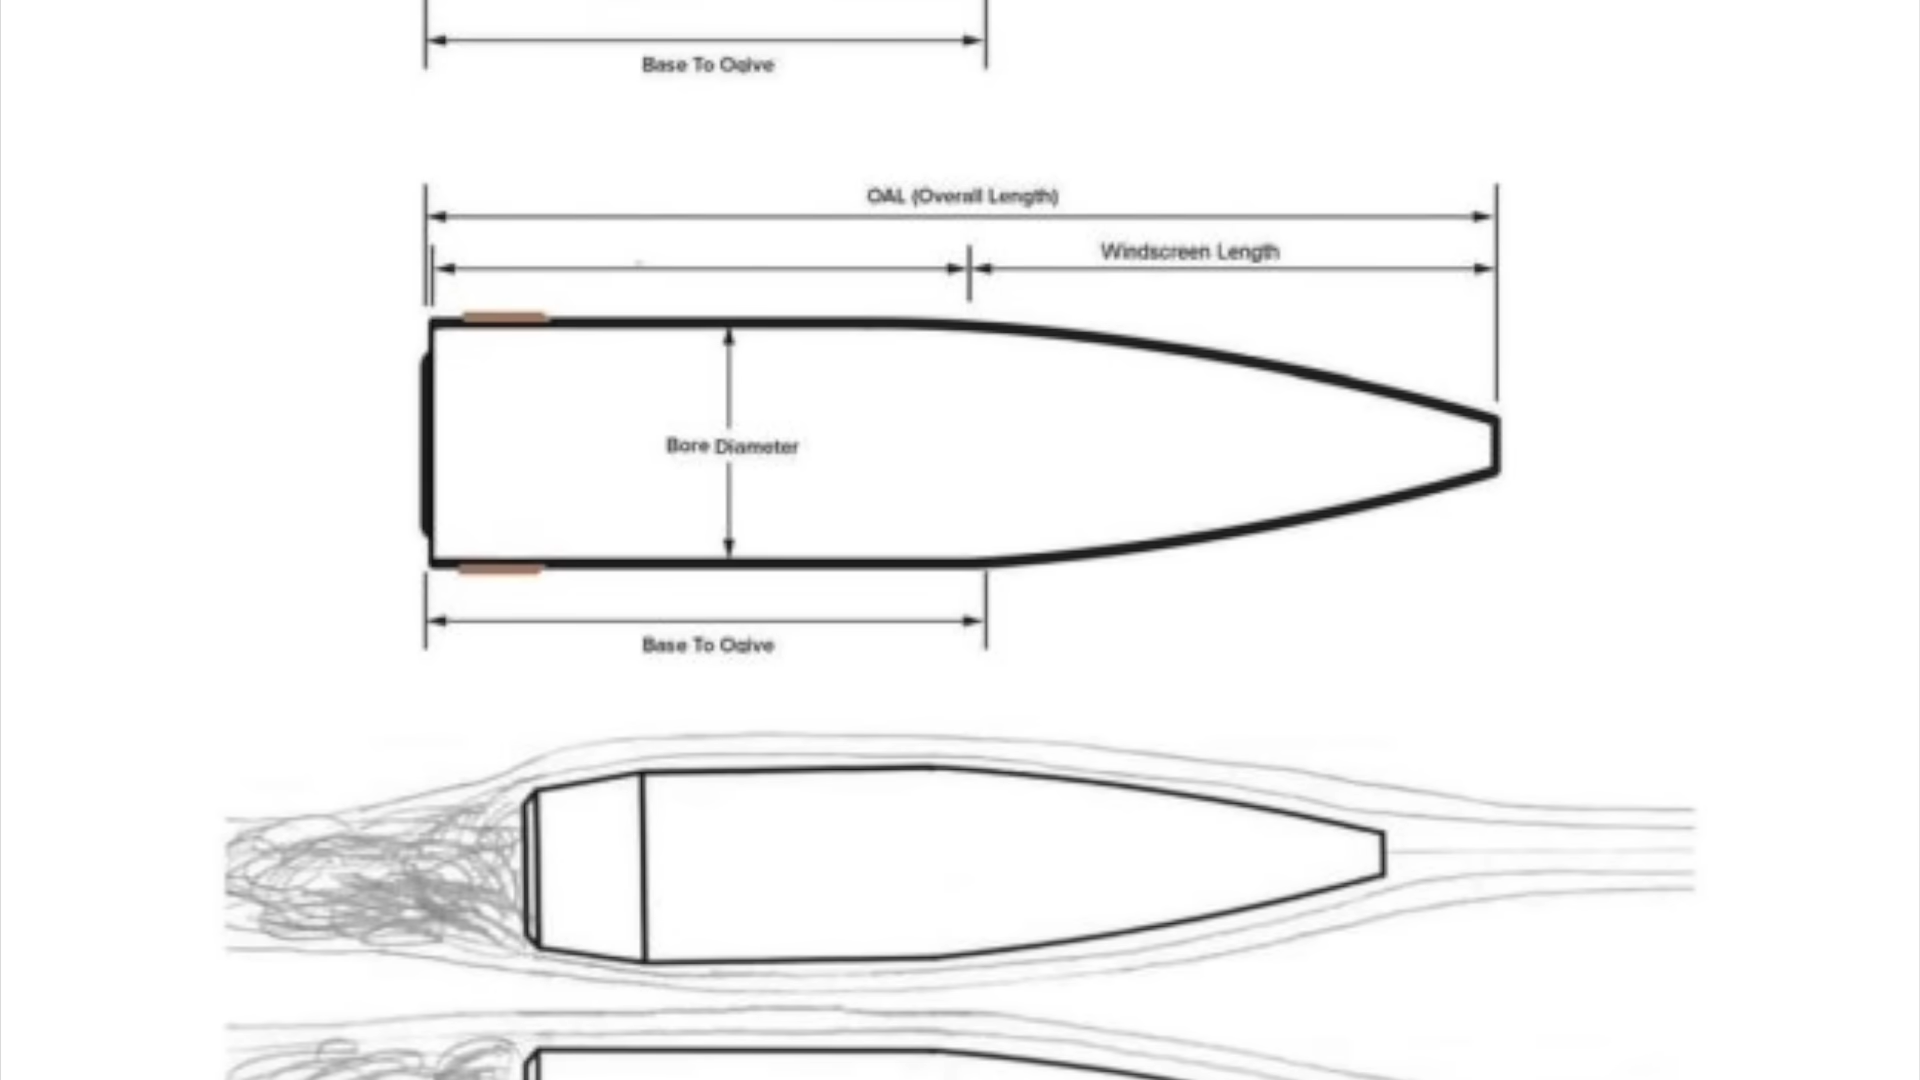 Base To Ogive
OAL (Overall Length)
Windscreen Length
Bore Diameter
Base To Ogive